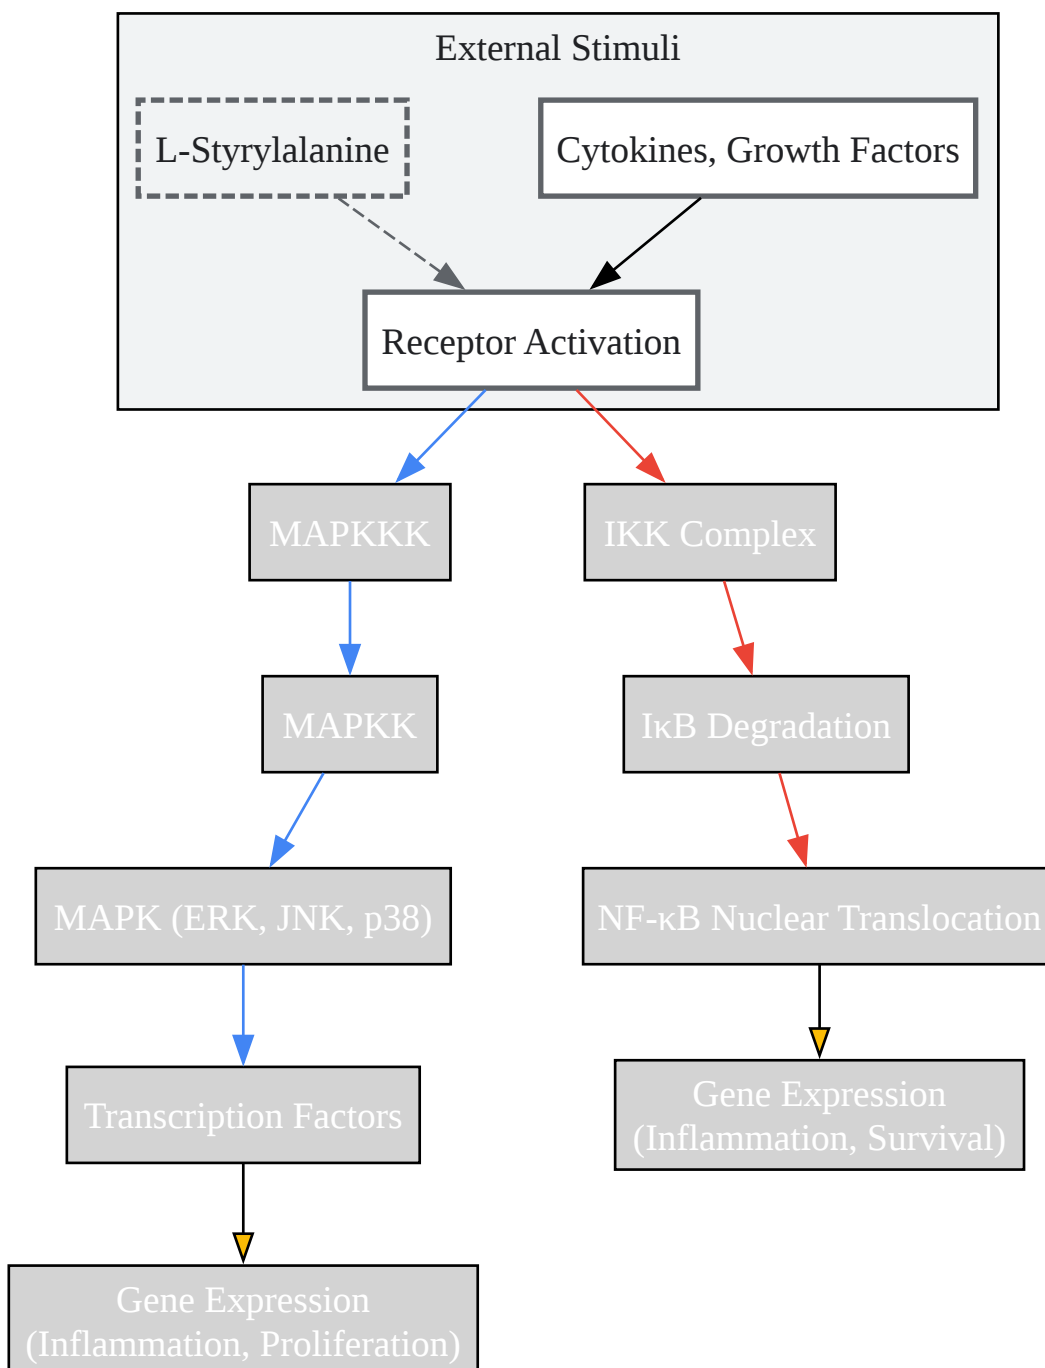 External Stimuli
L-Styrylalanine
Cytokines, Growth Factors
Receptor Activation
MAPKKK
IKK Complex
MAPKK
IκB Degradation
MAPK (ERK, JNK, p38)
NF-κB Nuclear Translocation
Transcription Factors
Gene Expression
(Inflammation, Survival)
Gene Expression
(Inflammation, Proliferation)